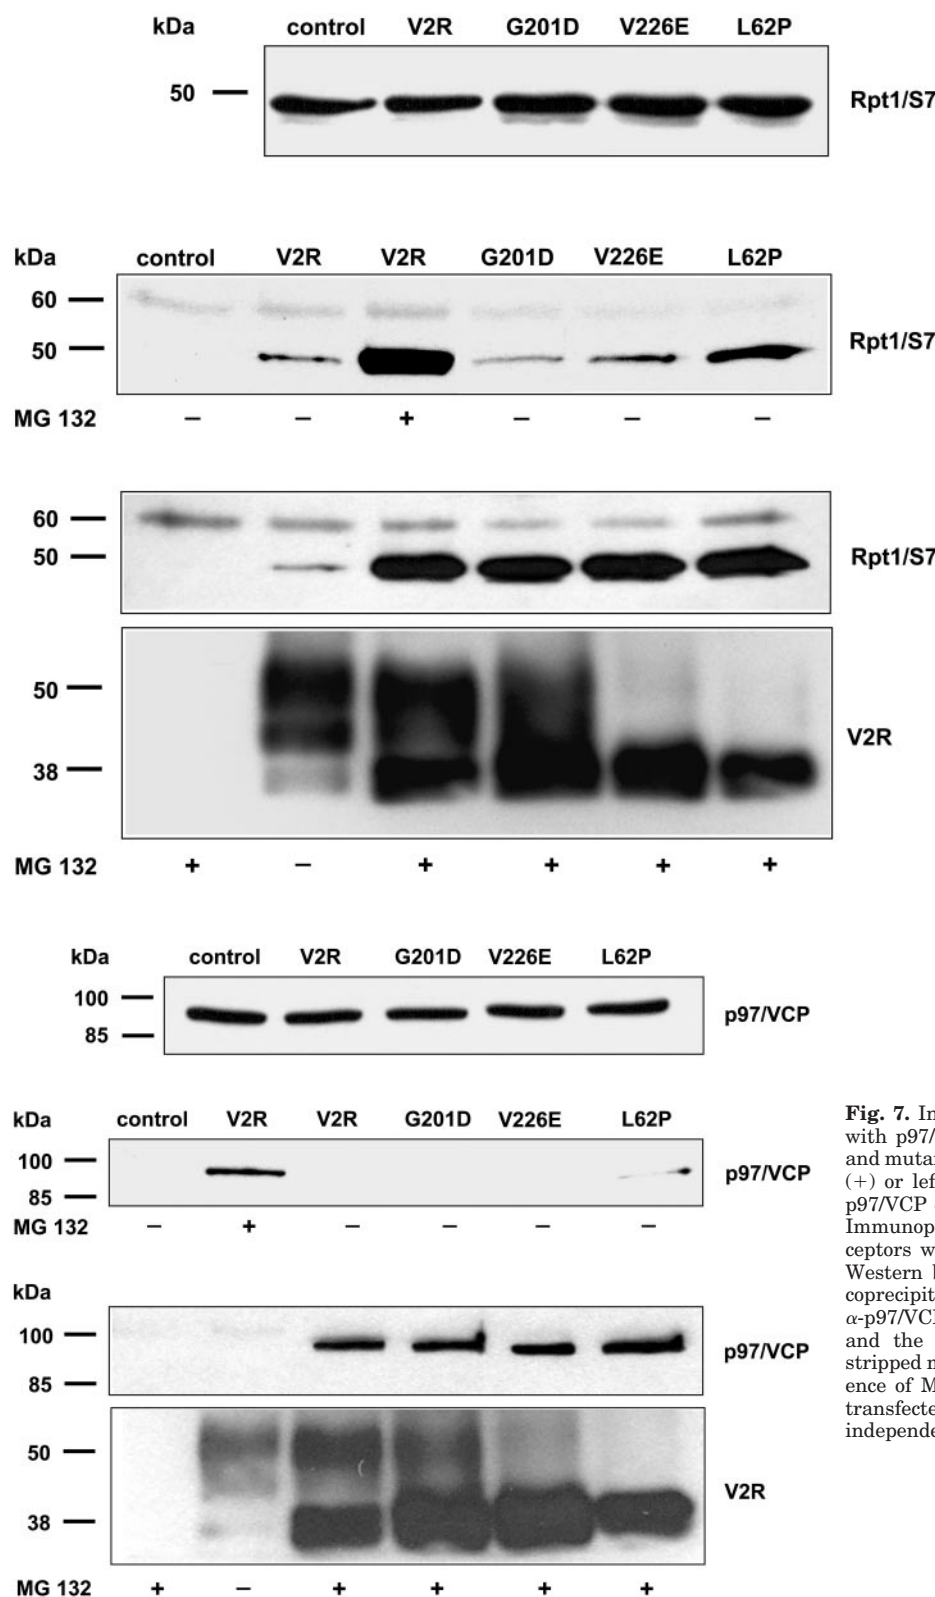 kDa control V2R G201D V226E L62P
50 Rpt1/S7
kDa control V2R V2R G201D V226E L62P
60
50 Rpt1/S7
MG 132 – – + – – –
60
50 Rpt1/S7
50
V2R
38
MG 132 + – + + + +
kDa control V2R G201D V226E L62P
100
p97/VCP
85
kDa control V2R V2R G201D V226E L62P
100
p97/VCP
85
MG 132 – + – – – –
kDa
100
p97/VCP
85
50
V2R
38
MG 132 + – + + + +
Fig. 7. In
with p97/
and mutan
(+) or lef
p97/VCP
Immunop
ceptors w
Western b
coprecipit
α-p97/VCP
and the
stripped
ence of M
transfecte
independe